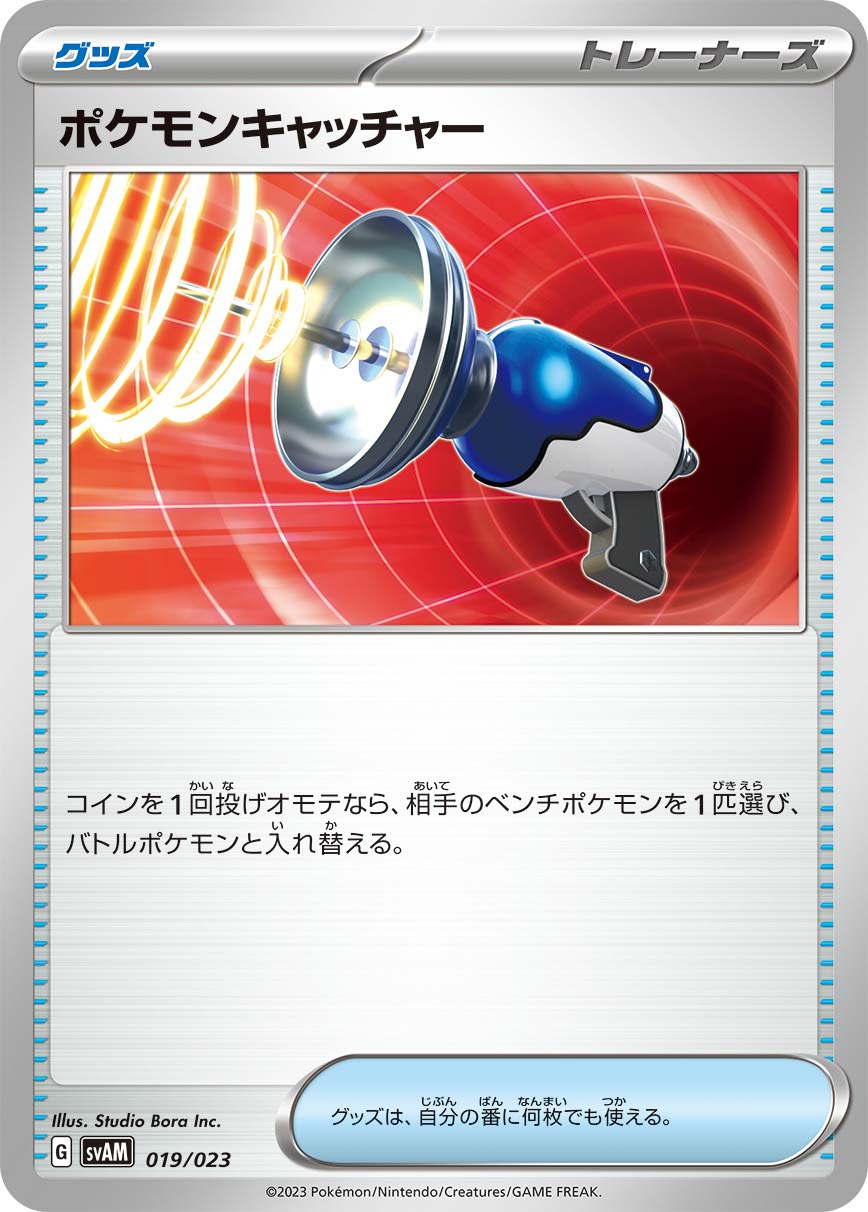 グッズ
トレーナーズ
ポケモンキャッチャー
コインを1回投げオモテなら、相手のベンチポケモンを1匹選び、
バトルポケモンと入れ替える。
グッズは、自分の番に何枚でも使える。
Illus. Studio Bora Inc.
G svAM 019/023
©2023 Pokémon/Nintendo/Creatures/GAME FREAK.